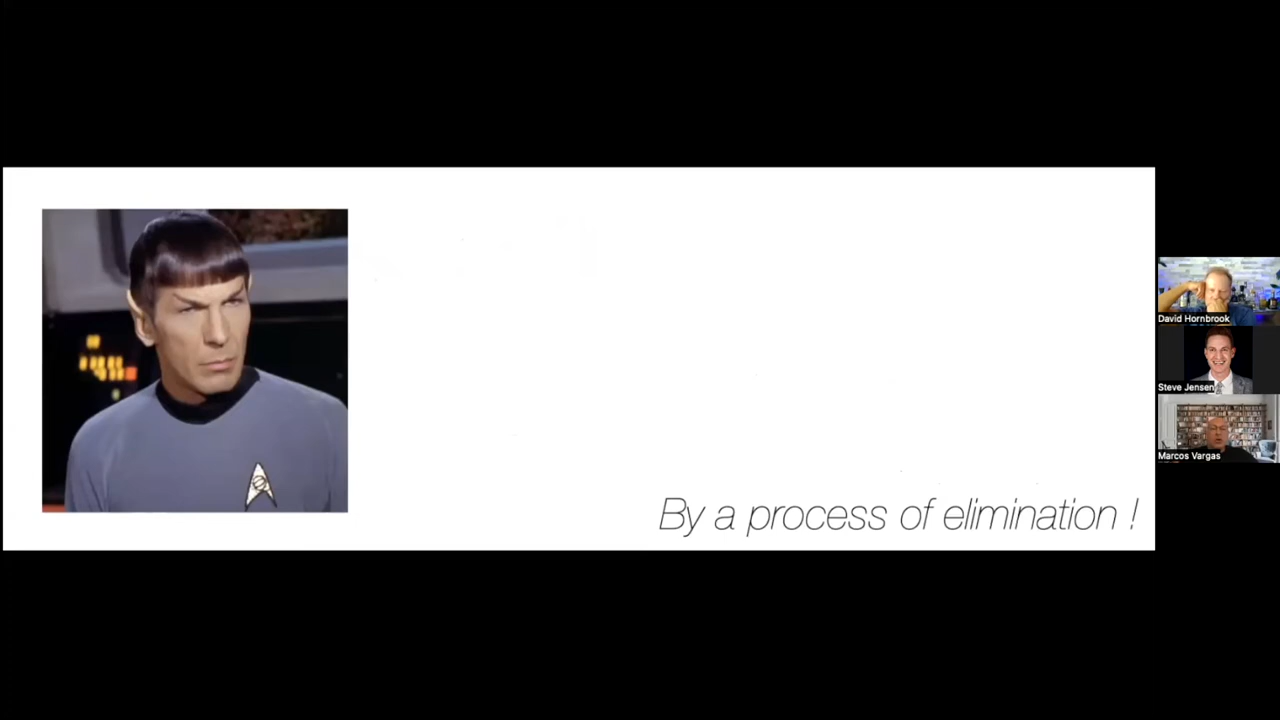 By a process of elimination !
David Hornbrook
Steve Jensen
Marcos Vargas